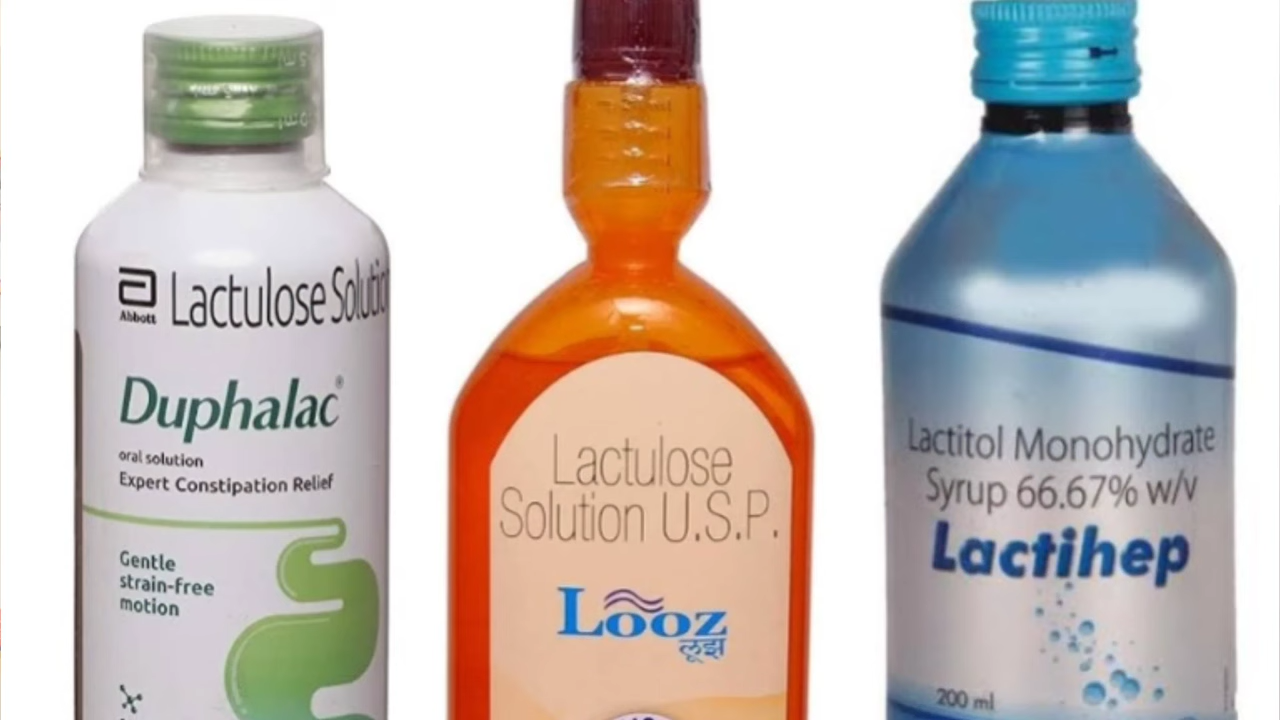 Abbott
Lactulose Solution
Duphalac®
oral solution
Expert Constipation Relief
Gentle
strain-free
motion
Lactulose
Solution U.S.P.
Looz
लूझ
Lactitol Monohydrate
Syrup 66.67% w/v
Lactihep
200 ml